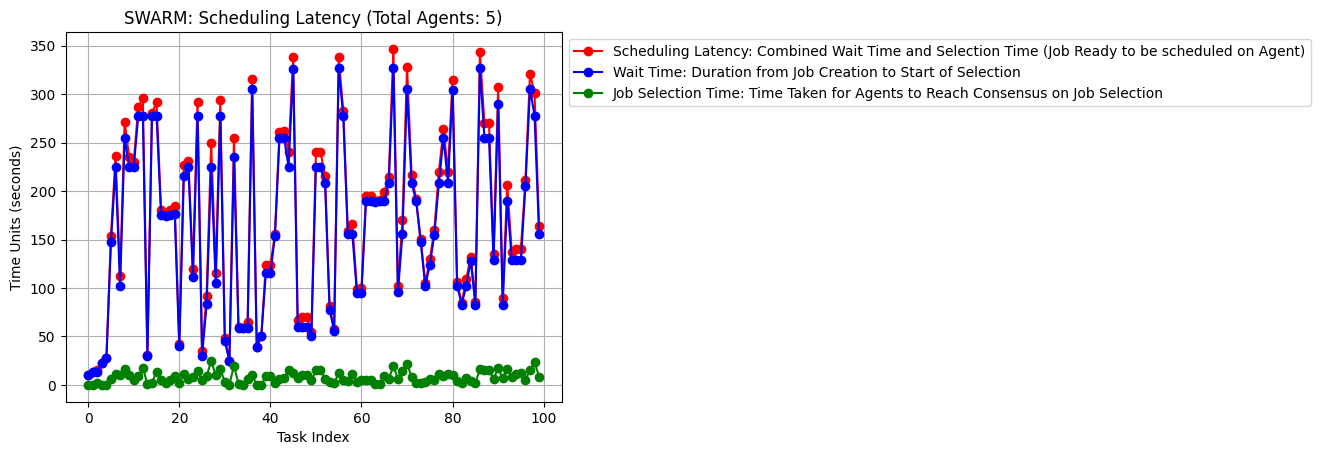 SWARM: Scheduling Latency (Total Agents: 5)
Scheduling Latency: Combined Wait Time and Selection Time (Job Ready to be scheduled on Agent)
Wait Time: Duration from Job Creation to Start of Selection
Job Selection Time: Time Taken for Agents to Reach Consensus on Job Selection
Time Units (seconds)
350
300
250
200
150
100
50
0
0 20 40 60 80 100
Task Index